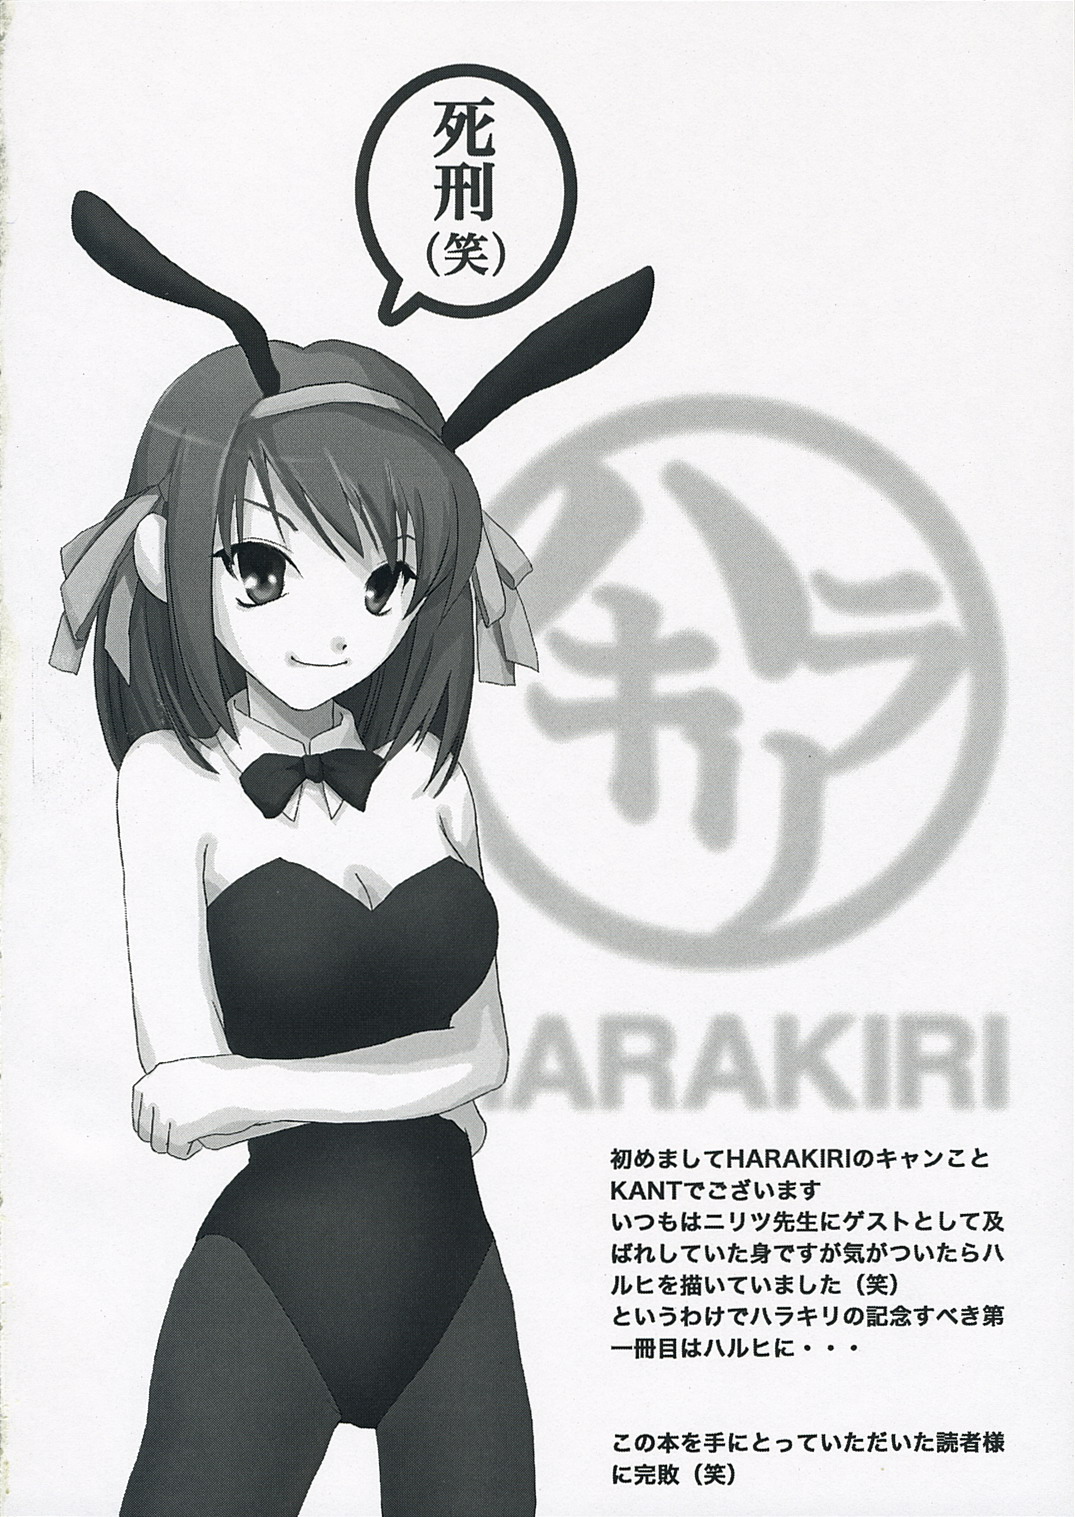 死刑
(笑)
ハラ
キリ
HARAKIRI
初めましてHARAKIRIのキャンこと
KANTでございます
いつもはニリツ先生にゲストとして及
ばれしていた身ですが気がついたらハ
ルヒを描いていました（笑）
というわけでハラキリの記念すべき第
一冊目はハルヒに・・・
この本を手にとっていただいた読者様
に完敗（笑）